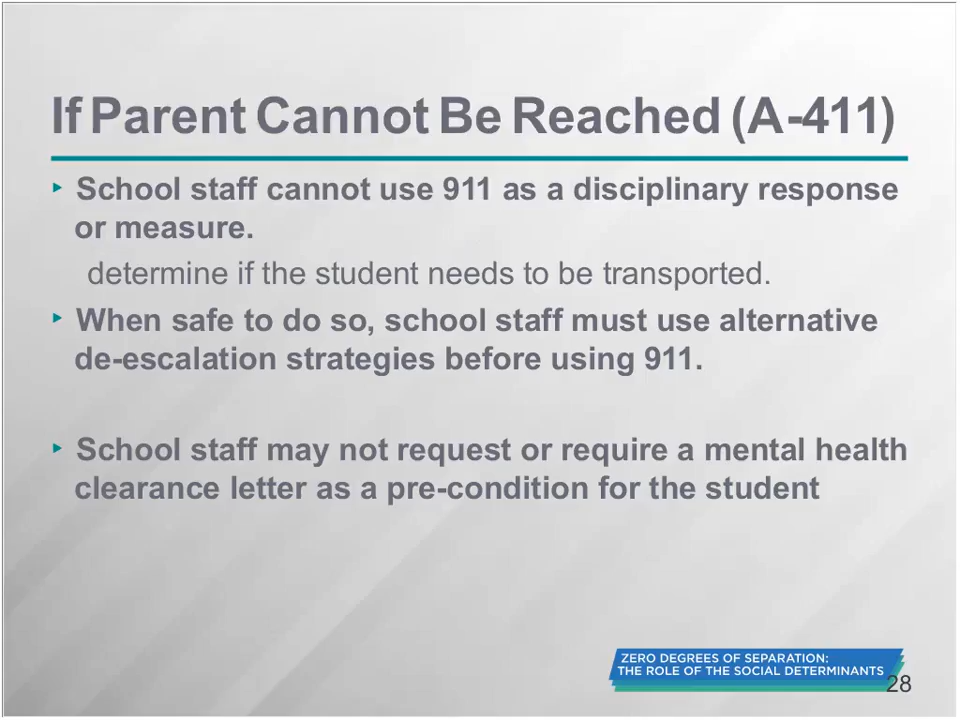 If Parent Cannot Be Reached (A-411)
‣ School staff cannot use 911 as a disciplinary response
or measure.
determine if the student needs to be transported.
‣ When safe to do so, school staff must use alternative
de-escalation strategies before using 911.
‣ School staff may not request or require a mental health
clearance letter as a pre-condition for the student
ZERO DEGREES OF SEPARATION:
THE ROLE OF THE SOCIAL DETERMINANTS
28